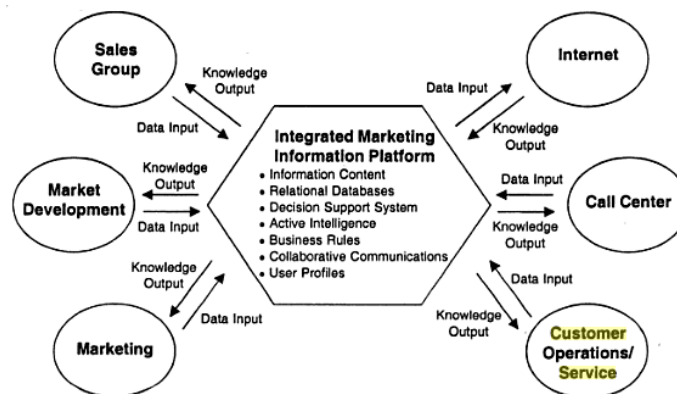 Sales
Group
Knowledge
Output
Data Input
Internet
Data Input
Knowledge
Output
Integrated Marketing
Information Platform
• Information Content
• Relational Databases
• Decision Support System
• Active Intelligence
• Business Rules
• Collaborative Communications
• User Profiles
Market
Development
Knowledge
Output
Data Input
Data Input
Knowledge
Output
Call Center
Marketing
Knowledge
Output
Data Input
Data Input
Knowledge
Output
Customer
Operations/
Service